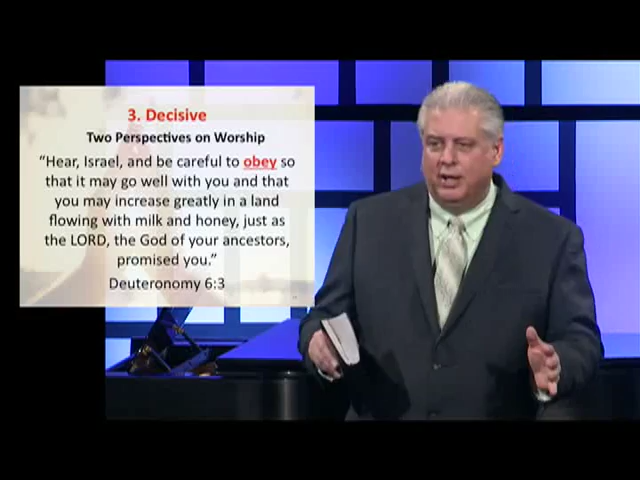 3. Decisive
Two Perspectives on Worship
“Hear, Israel, and be careful to obey so
that it may go well with you and that
you may increase greatly in a land
flowing with milk and honey, just as
the LORD, the God of your ancestors,
promised you.”
Deuteronomy 6:3